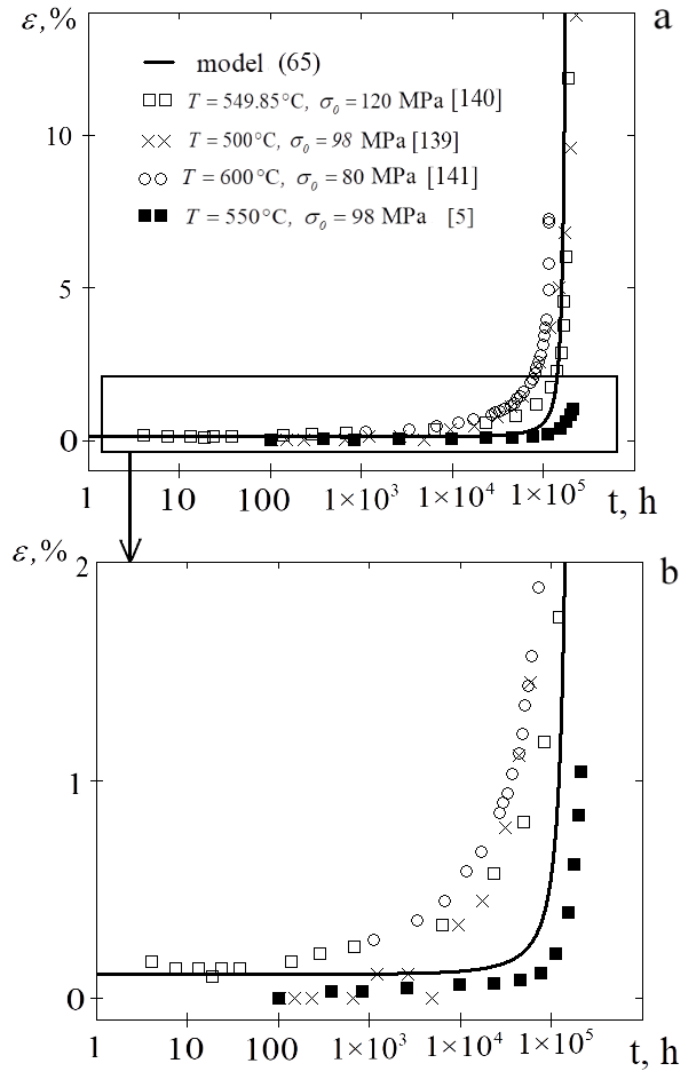 ε,%
a
model (65)
T = 549.85°C, σ0 = 120 MPa [140]
T = 500°C, σ0 = 98 MPa [139]
T = 600°C, σ0 = 80 MPa [141]
T = 550°C, σ0 = 98 MPa [5]
10
5
0
1 10 100 1×10³ 1×10⁴ 1×10⁵ t, h
ε,%
b
2
1
0
1 10 100 1×10³ 1×10⁴ 1×10⁵ t, h